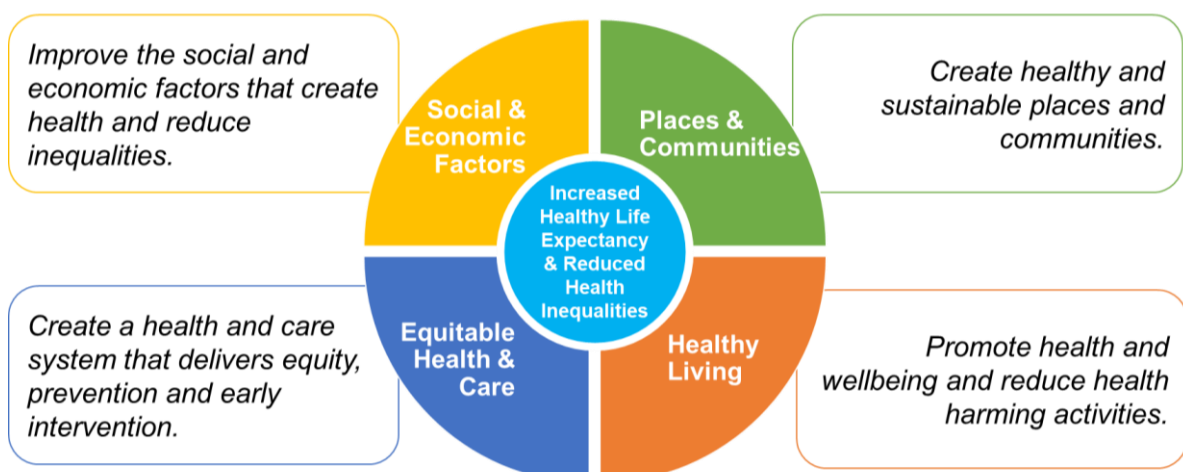 Improve the social and
economic factors that create
health and reduce
inequalities.
Social &
Economic
Factors
Places &
Communities
Create healthy and
sustainable places and
communities.
Increased
Healthy Life
Expectancy
& Reduced
Health
Inequalities
Create a health and care
system that delivers equity,
prevention and early
intervention.
Equitable
Health &
Care
Healthy
Living
Promote health and
wellbeing and reduce health
harming activities.